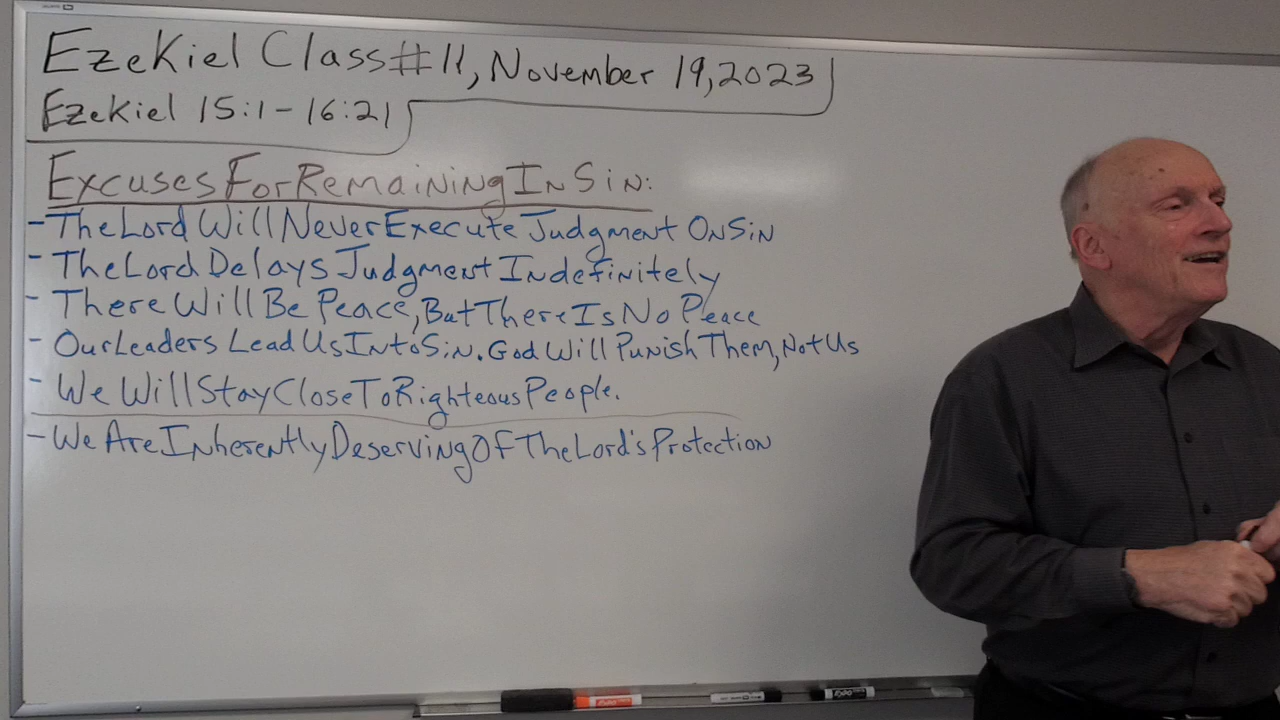 Ezekiel Class #11, November 19, 2023
Ezekiel 15:1-16:21
Excuses For Remaining In Sin:
- The Lord Will Never Execute Judgment On Sin
- The Lord Delays Judgment Indefinitely
- There Will Be Peace, But There Is No Peace
- Our Leaders Lead Us Into Sin. God Will Punish Them, Not Us
- We Will Stay Close To Righteous People.
- We Are Inherently Deserving Of The Lord's Protection
EXPO
EXPO